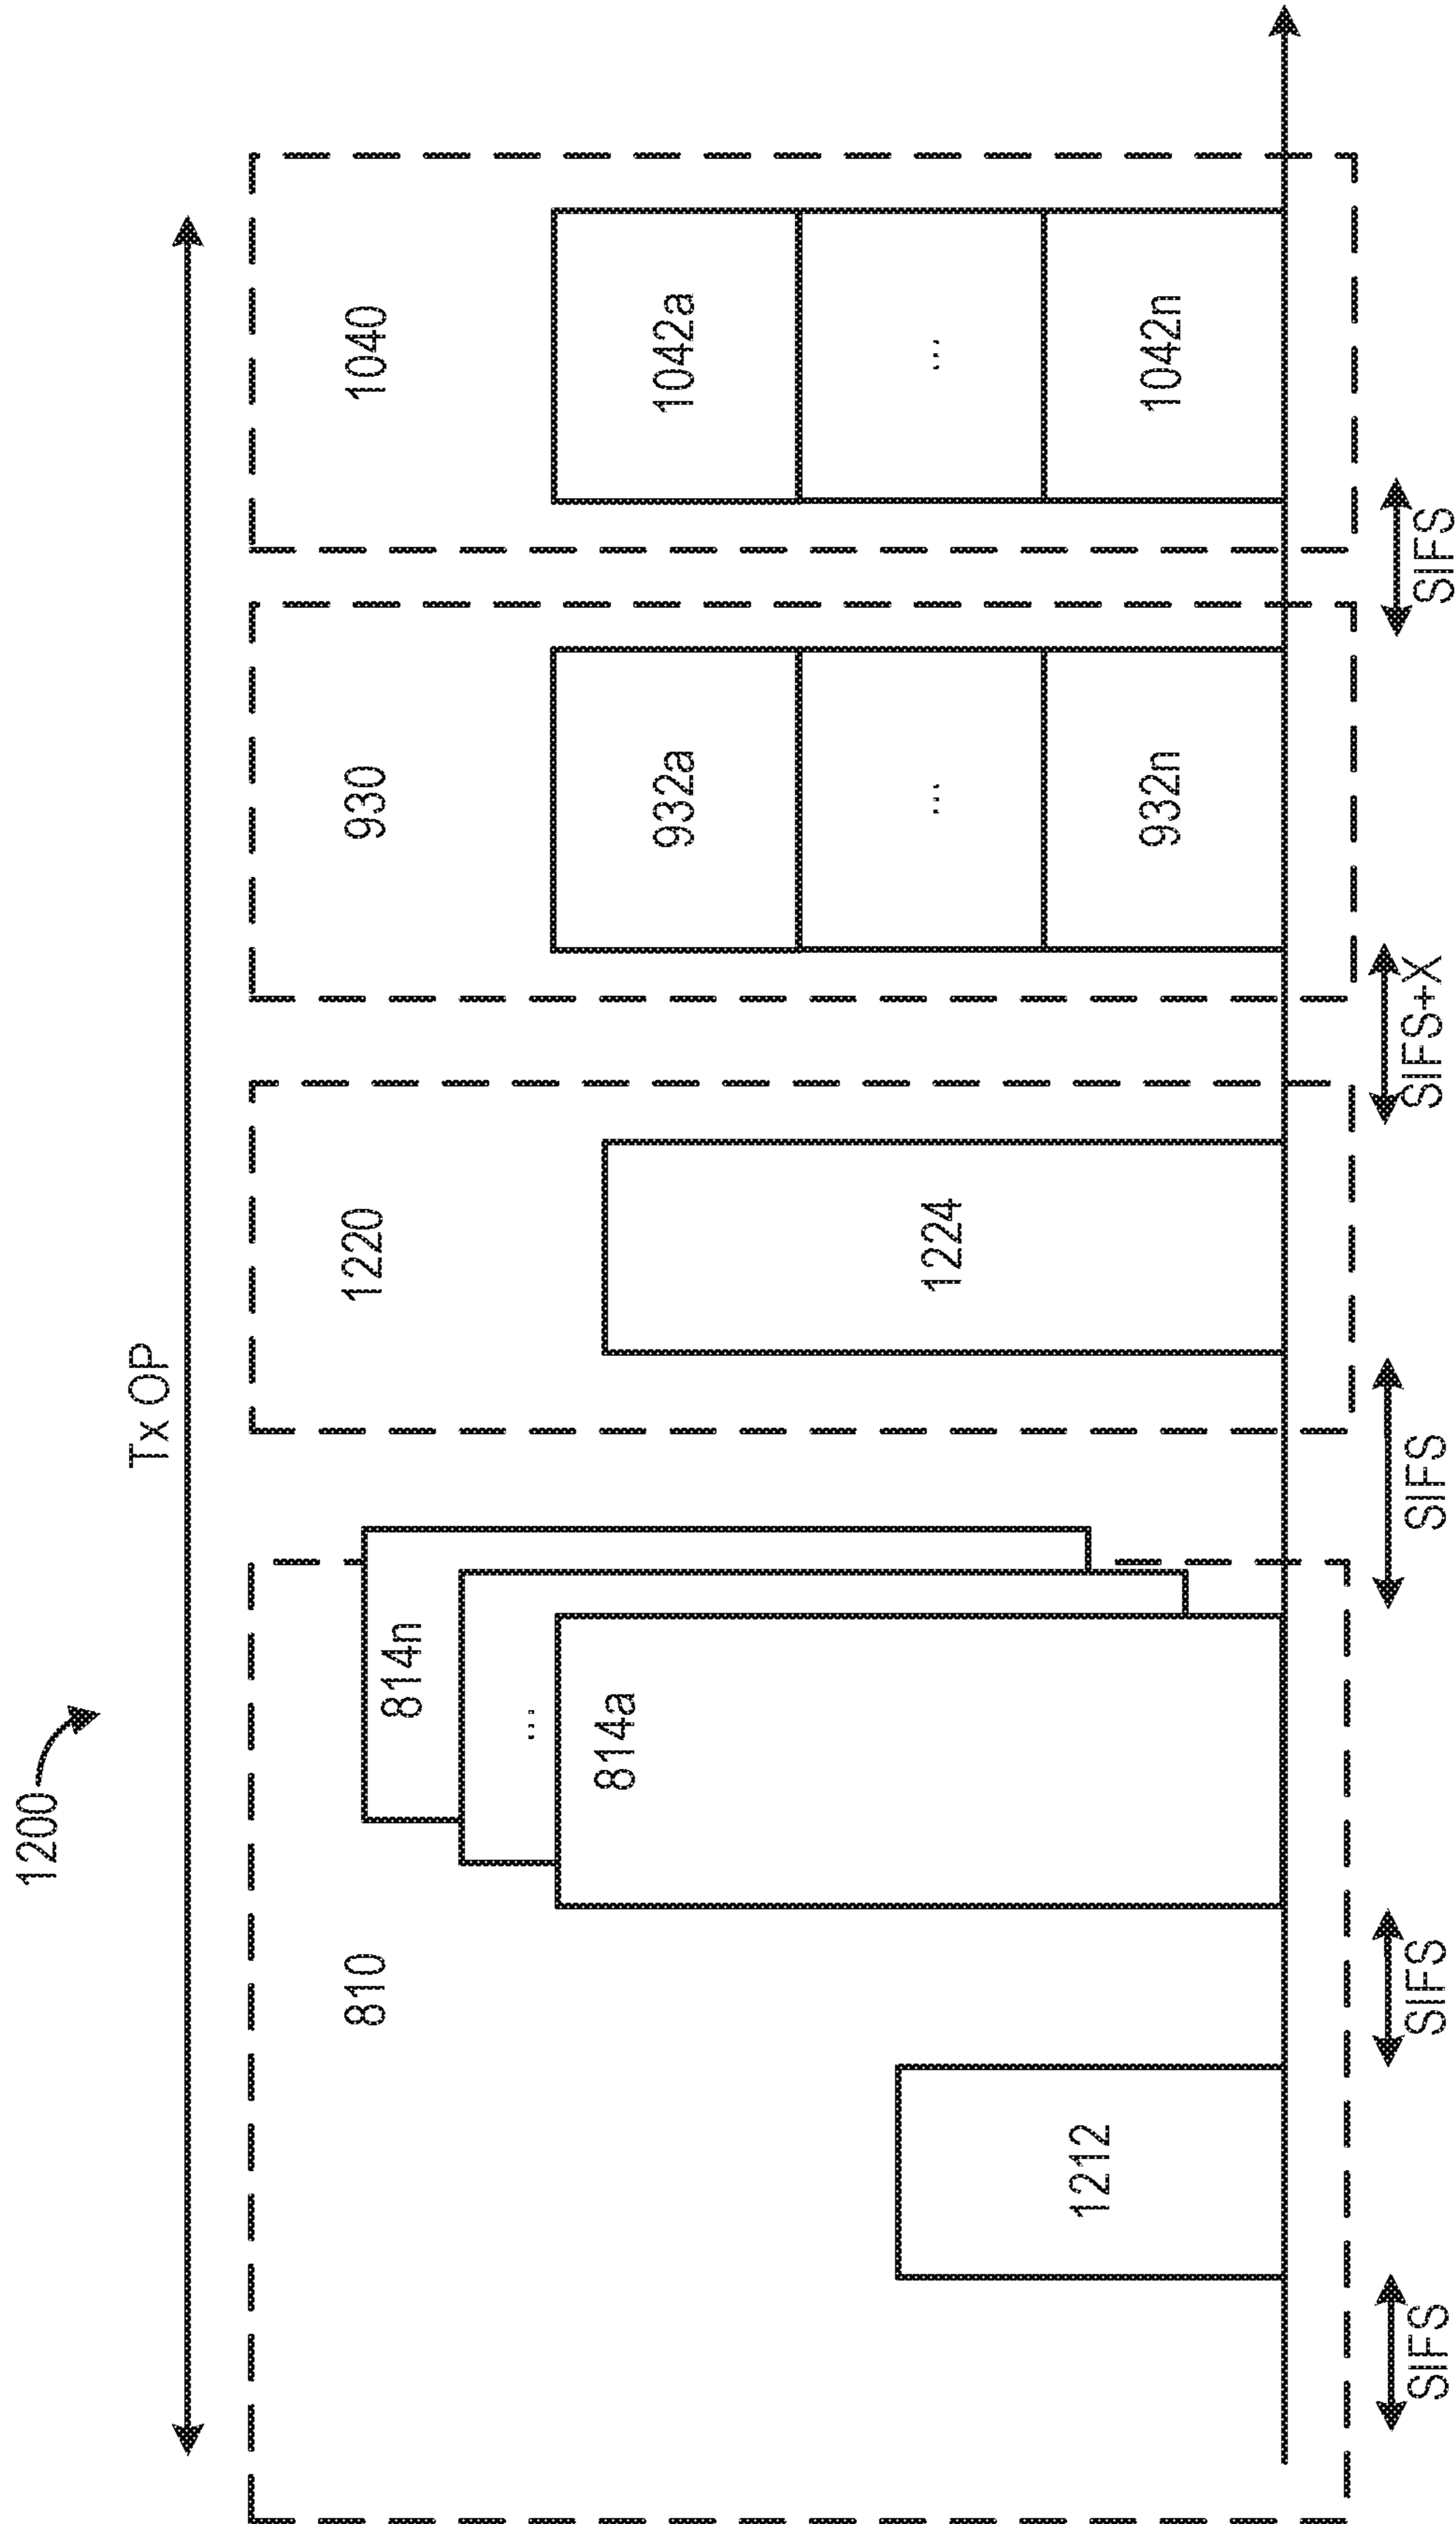 1200
Tx OP
810
1220
930
1040
814n
...
814a
1212
1224
932a
...
932n
1042a
...
1042n
SIFS
SIFS
SIFS
SIFS+X
SIFS